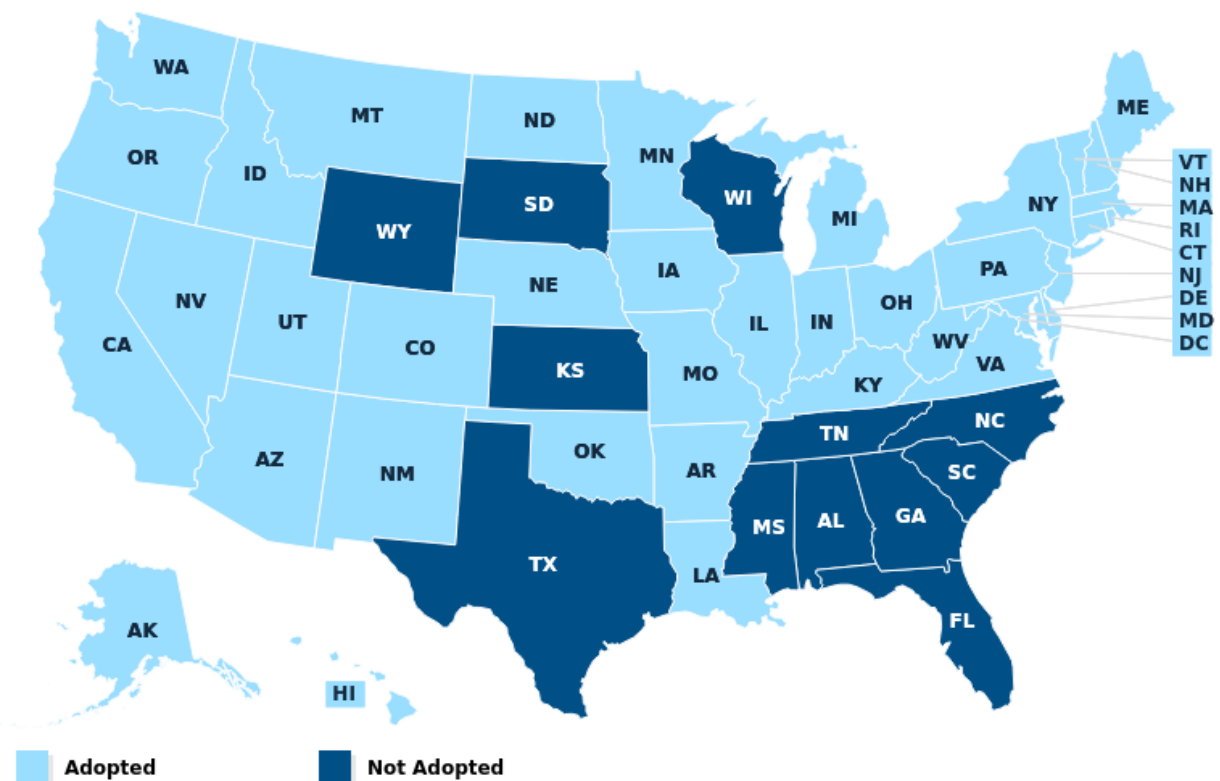 WA
MT
ND
ME
OR
ID
MN
VT
NH
SD
WI
NY
MA
MI
RI
WY
CT
IA
PA
NJ
NE
DE
NV
OH
MD
UT
IL
IN
DC
CA
CO
WV
VA
KS
MO
KY
NC
TN
OK
AZ
AR
SC
NM
GA
MS
AL
TX
LA
FL
AK
HI
Adopted
Not Adopted